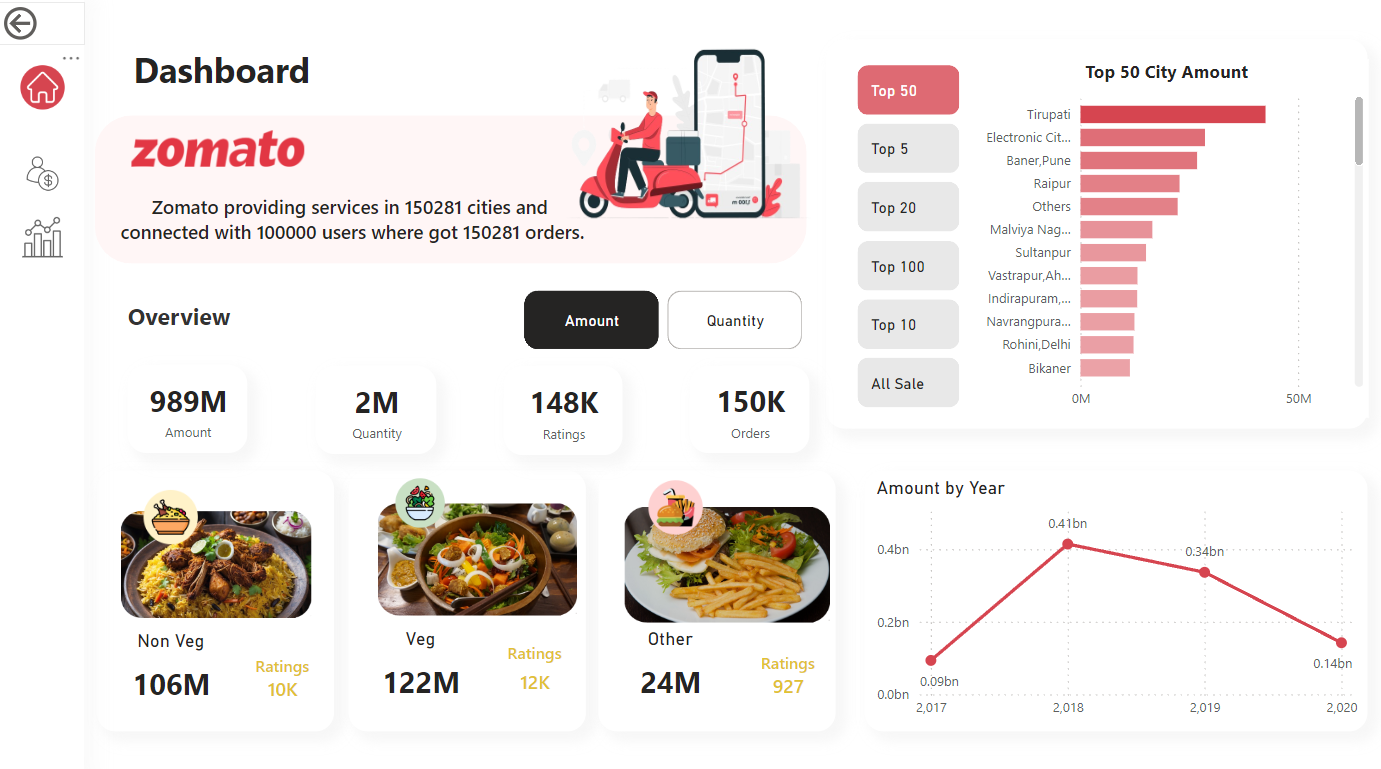 Dashboard
zomato
Zomato providing services in 150281 cities and
connected with 100000 users where got 150281 orders.
Overview
Amount
Quantity
989M
Amount
2M
Quantity
148K
Ratings
150K
Orders
Non Veg
106M
Ratings
10K
Veg
122M
Ratings
12K
Other
24M
Ratings
927
Top 50
Top 5
Top 20
Top 100
Top 10
All Sale
Top 50 City Amount
Tirupati
Electronic Cit...
Baner,Pune
Raipur
Others
Malviya Nag...
Sultanpur
Vastrapur,Ah...
Indirapuram,...
Navrangpura...
Rohini,Delhi
Bikaner
0M
50M
Amount by Year
0.41bn
0.34bn
0.4bn
0.2bn
0.14bn
0.09bn
0.0bn
2,017
2,018
2,019
2,020